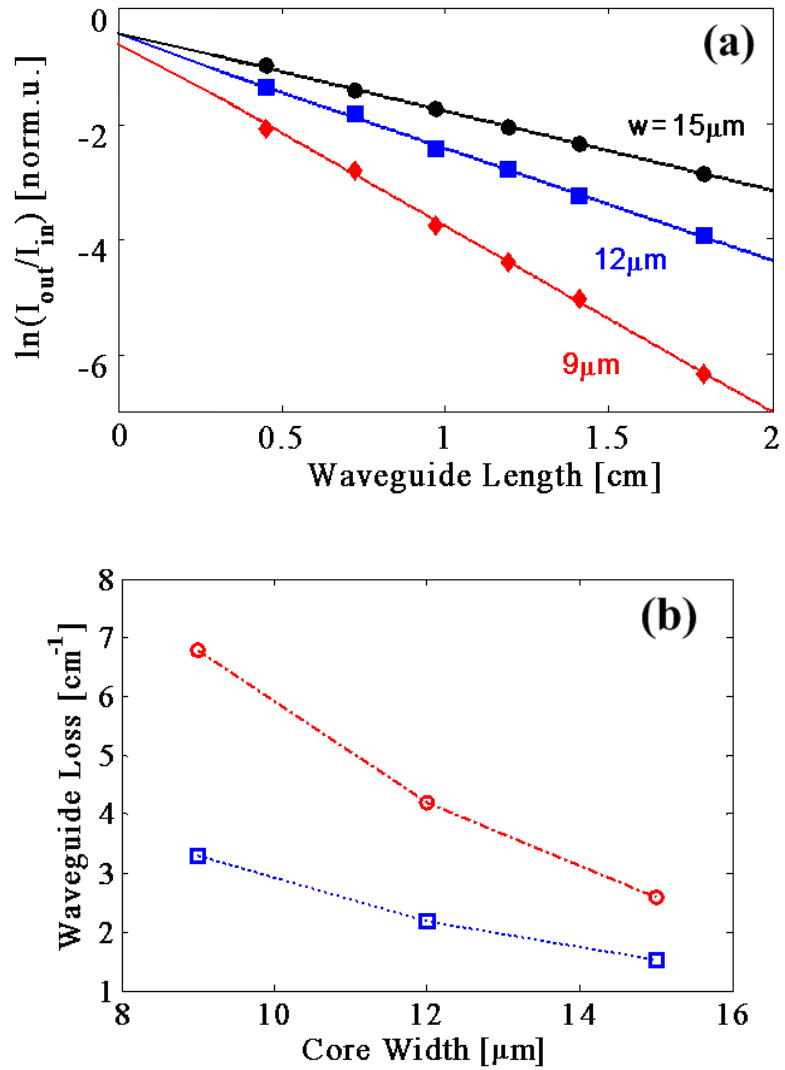 (a)
0
-2
-4
-6
ln(I_out/I_in) [norm.u.]
w=15μm
12μm
9μm
0 0.5 1 1.5 2
Waveguide Length [cm]
(b)
8
7
6
5
4
3
2
1
Waveguide Loss [cm⁻¹]
8 10 12 14 16
Core Width [μm]